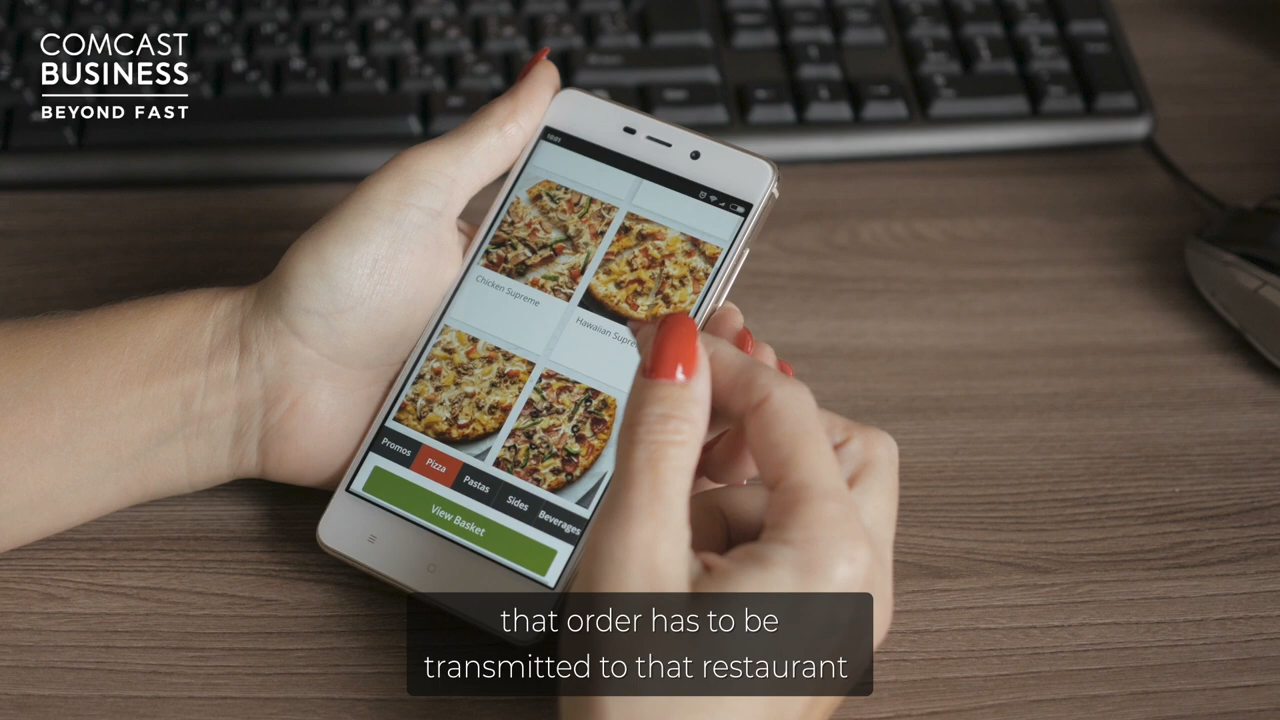 COMCAST
BUSINESS
BEYOND FAST
Chicken Supreme
Hawaiian
Promos
Pizza
Pastas
Sides
Beverages
View Basket
that order has to be
transmitted to that restaurant